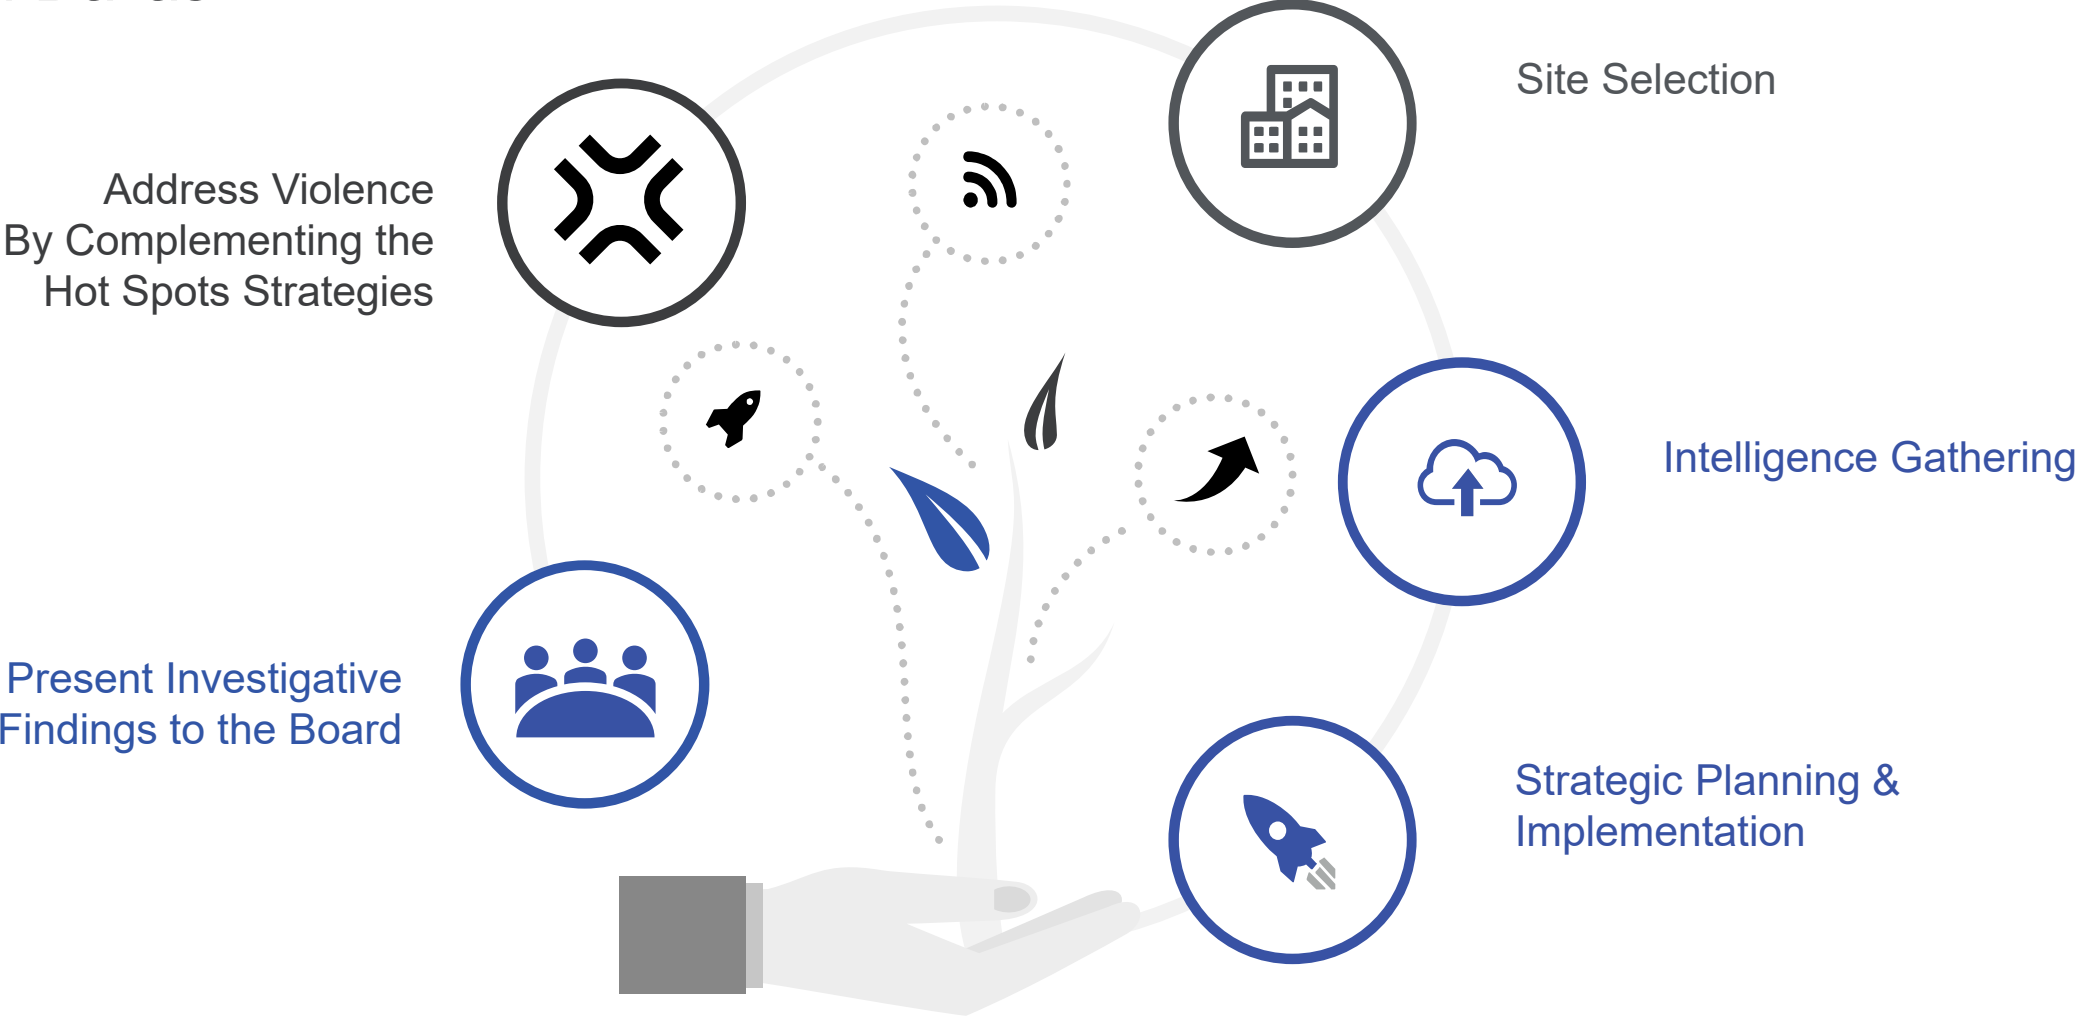 Site Selection
Address Violence
By Complementing the
Hot Spots Strategies
Intelligence Gathering
Present Investigative
Findings to the Board
Strategic Planning &
Implementation